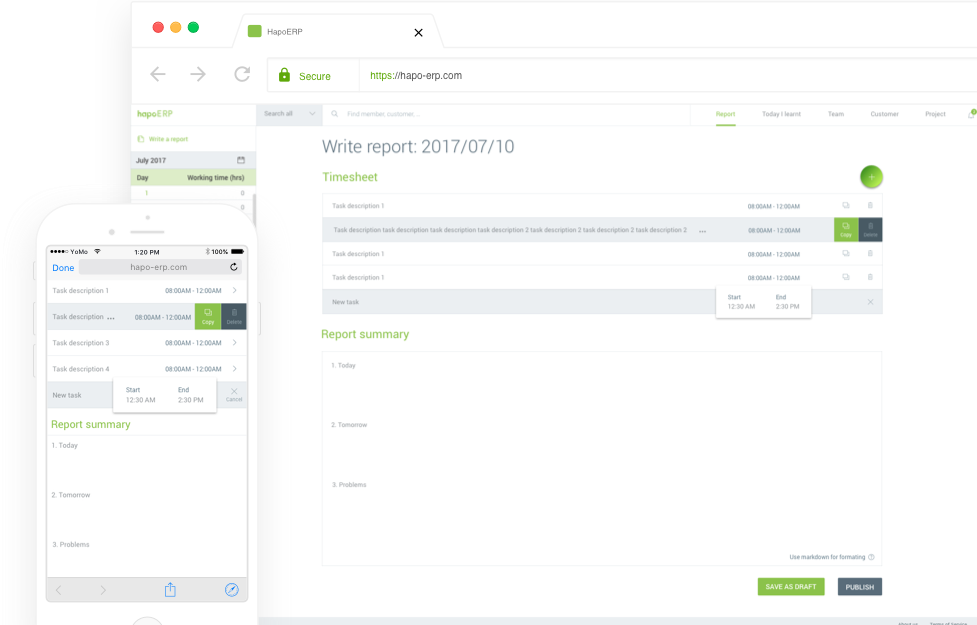 HapoERP
Secure
https://hapo-erp.com
hapoERP
Search all
Find member, customer...
Report
Today I learnt
Team
Customer
Project
Write a report
July 2017
Day
Working time (hrs)
1
0
0
Write report: 2017/07/10
Timesheet
+
Task description 1
08:00AM - 12:00AM
Task description task description task description task description 2 task description 2 task description 2 task description 2 ...
08:00AM - 12:00AM
Copy
Delete
Task description 1
08:00AM - 12:00AM
Task description 1
08:00AM - 12:00AM
New task
Start
End
12:30 AM
2:30 PM
Report summary
1. Today
2. Tomorrow
3. Problems
Use markdown for formating
SAVE AS DRAFT
PUBLISH
About us
Terms of Service
YoMo
1:20 PM
100%
Done
hapo-erp.com
Task description 1
08:00AM - 12:00AM
Task description ...
08:00AM - 12:00AM
Copy
Delete
Task description 3
08:00AM - 12:00AM
Task description 4
08:00AM - 12:00AM
New task
Start
End
12:30 AM
2:30 PM
Cancel
Report summary
1. Today
2. Tomorrow
3. Problems